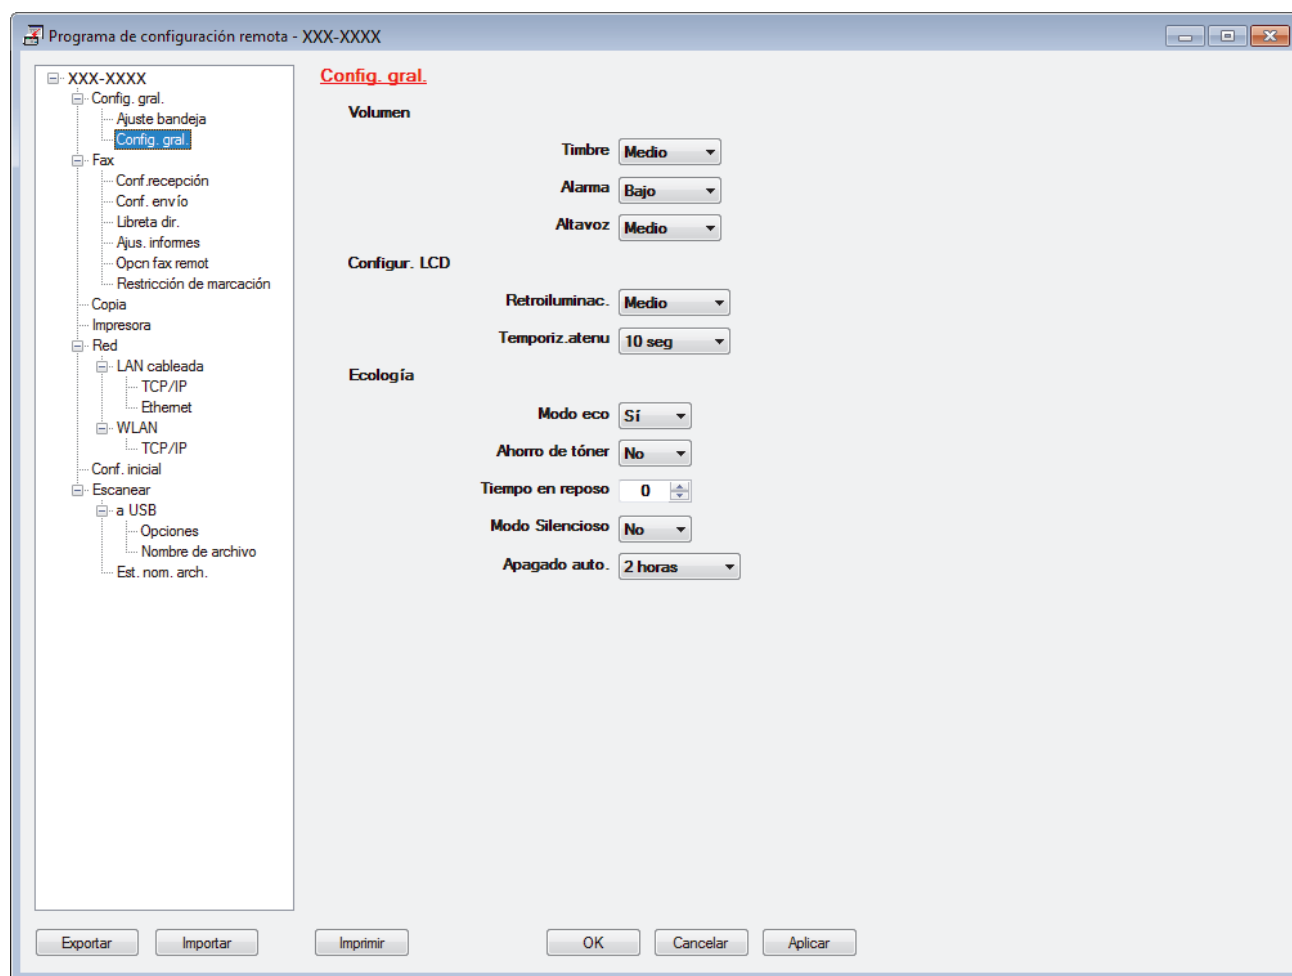 Programa de configuración remota - XXX-XXXX
XXX-XXXX
Config. gral.
Ajuste bandeja
Config. gral.
Fax
Conf.recepción
Conf. envío
Libreta dir.
Ajus. informes
Opcn fax remot
Restricción de marcación
Copia
Impresora
Red
LAN cableada
TCP/IP
Ethernet
WLAN
TCP/IP
Conf. inicial
Escanear
a USB
Opciones
Nombre de archivo
Est. nom. arch.
Config. gral.
Volumen
Timbre Medio
Alarma Bajo
Altavoz Medio
Configur. LCD
Retroiluminac. Medio
Temporiz.atenu 10 seg
Ecología
Modo eco Sí
Ahorro de tóner No
Tiempo en reposo 0
Modo Silencioso No
Apagado auto. 2 horas
Exportar Importar Imprimir OK Cancelar Aplicar